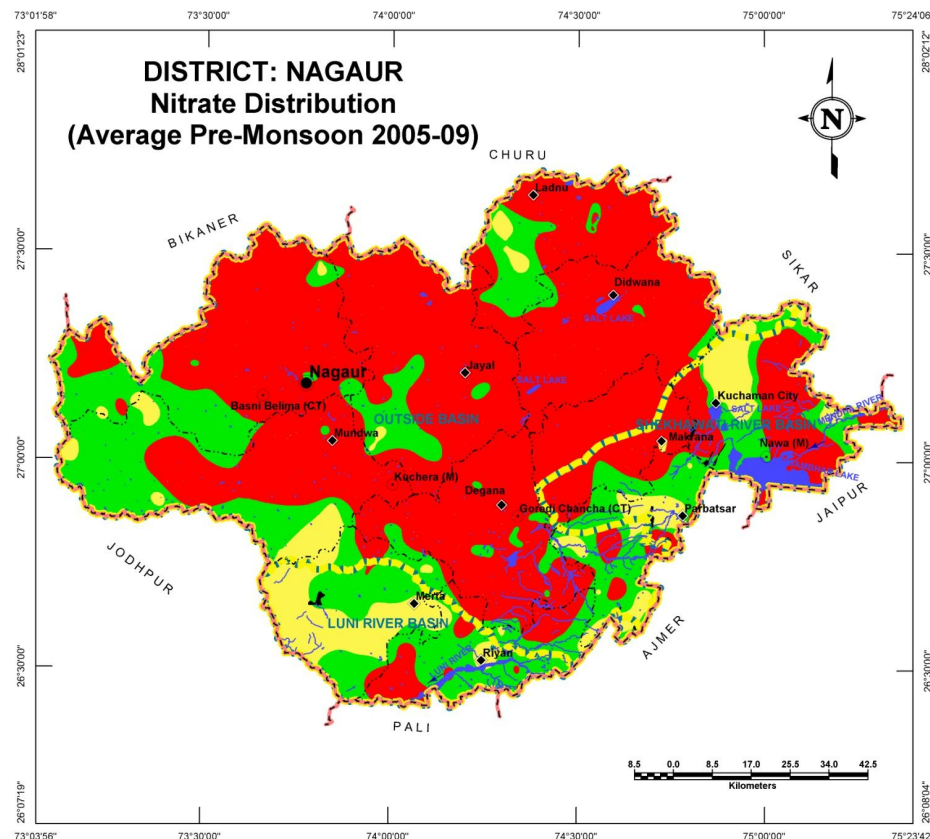 73°01'58"
73°30'00"
74°00'00"
74°30'00"
75°00'00"
75°24'06"
28°01'23"
28°02'12"
DISTRICT: NAGAUR
Nitrate Distribution
(Average Pre-Monsoon 2005-09)
N
CHURU
Ladnu
BIKANER
27°30'00"
27°30'00"
SIKAR
Didwana
SALT LAKE
Nagaur
Jayal
SALT LAKE
Basni Belima (CT)
Kuchaman City
SALT LAKE
MENDHA RIVER
OUTSIDE BASIN
SHEKHAWATI RIVER BASIN
Mundwa
Makrana
Nawa (M)
27°00'00"
27°00'00"
SAMBHAR LAKE
Kuchera (M)
Degana
Goredi Chancha (CT)
Parbatsar
JAIPUR
JODHPUR
Merta
LUNI RIVER BASIN
AJMER
Riyan
LUNI RIVER
26°30'00"
26°30'00"
PALI
8.5 0.0 8.5 17.0 25.5 34.0 42.5
Kilometers
26°07'19"
26°08'04"
73°03'56"
73°30'00"
74°00'00"
74°30'00"
75°00'00"
75°23'42"